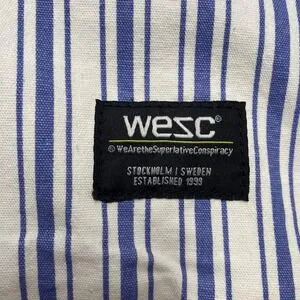 wesc®
©WeAretheSuperlativeConspiracy
STOCKHOLM | SWEDEN
ESTABLISHED 1999